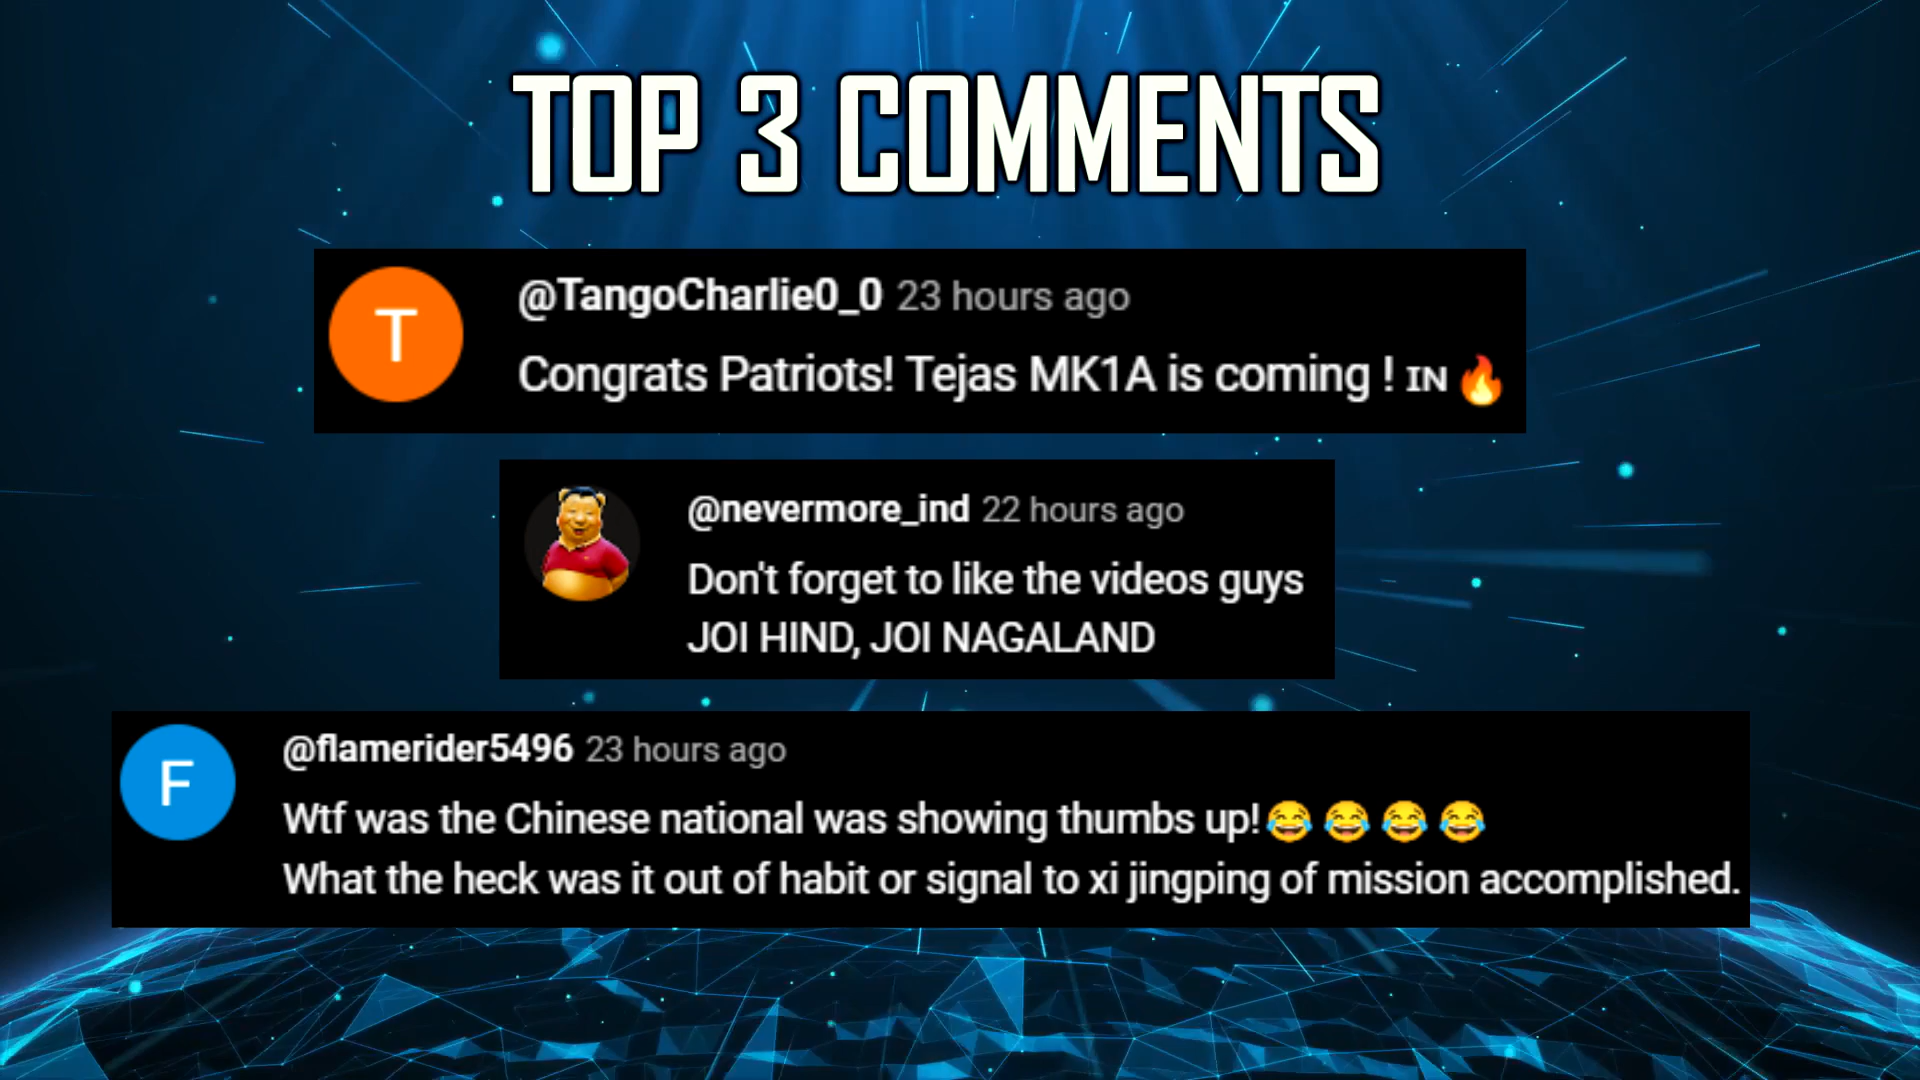 TOP 3 COMMENTS
T
@TangoCharlie0_0 23 hours ago
Congrats Patriots! Tejas MK1A is coming ! IN 🔥
@nevermore_ind 22 hours ago
Don't forget to like the videos guys
JOI HIND, JOI NAGALAND
F
@flamerider5496 23 hours ago
Wtf was the Chinese national was showing thumbs up!😂😂😂😂
What the heck was it out of habit or signal to xi jingping of mission accomplished.